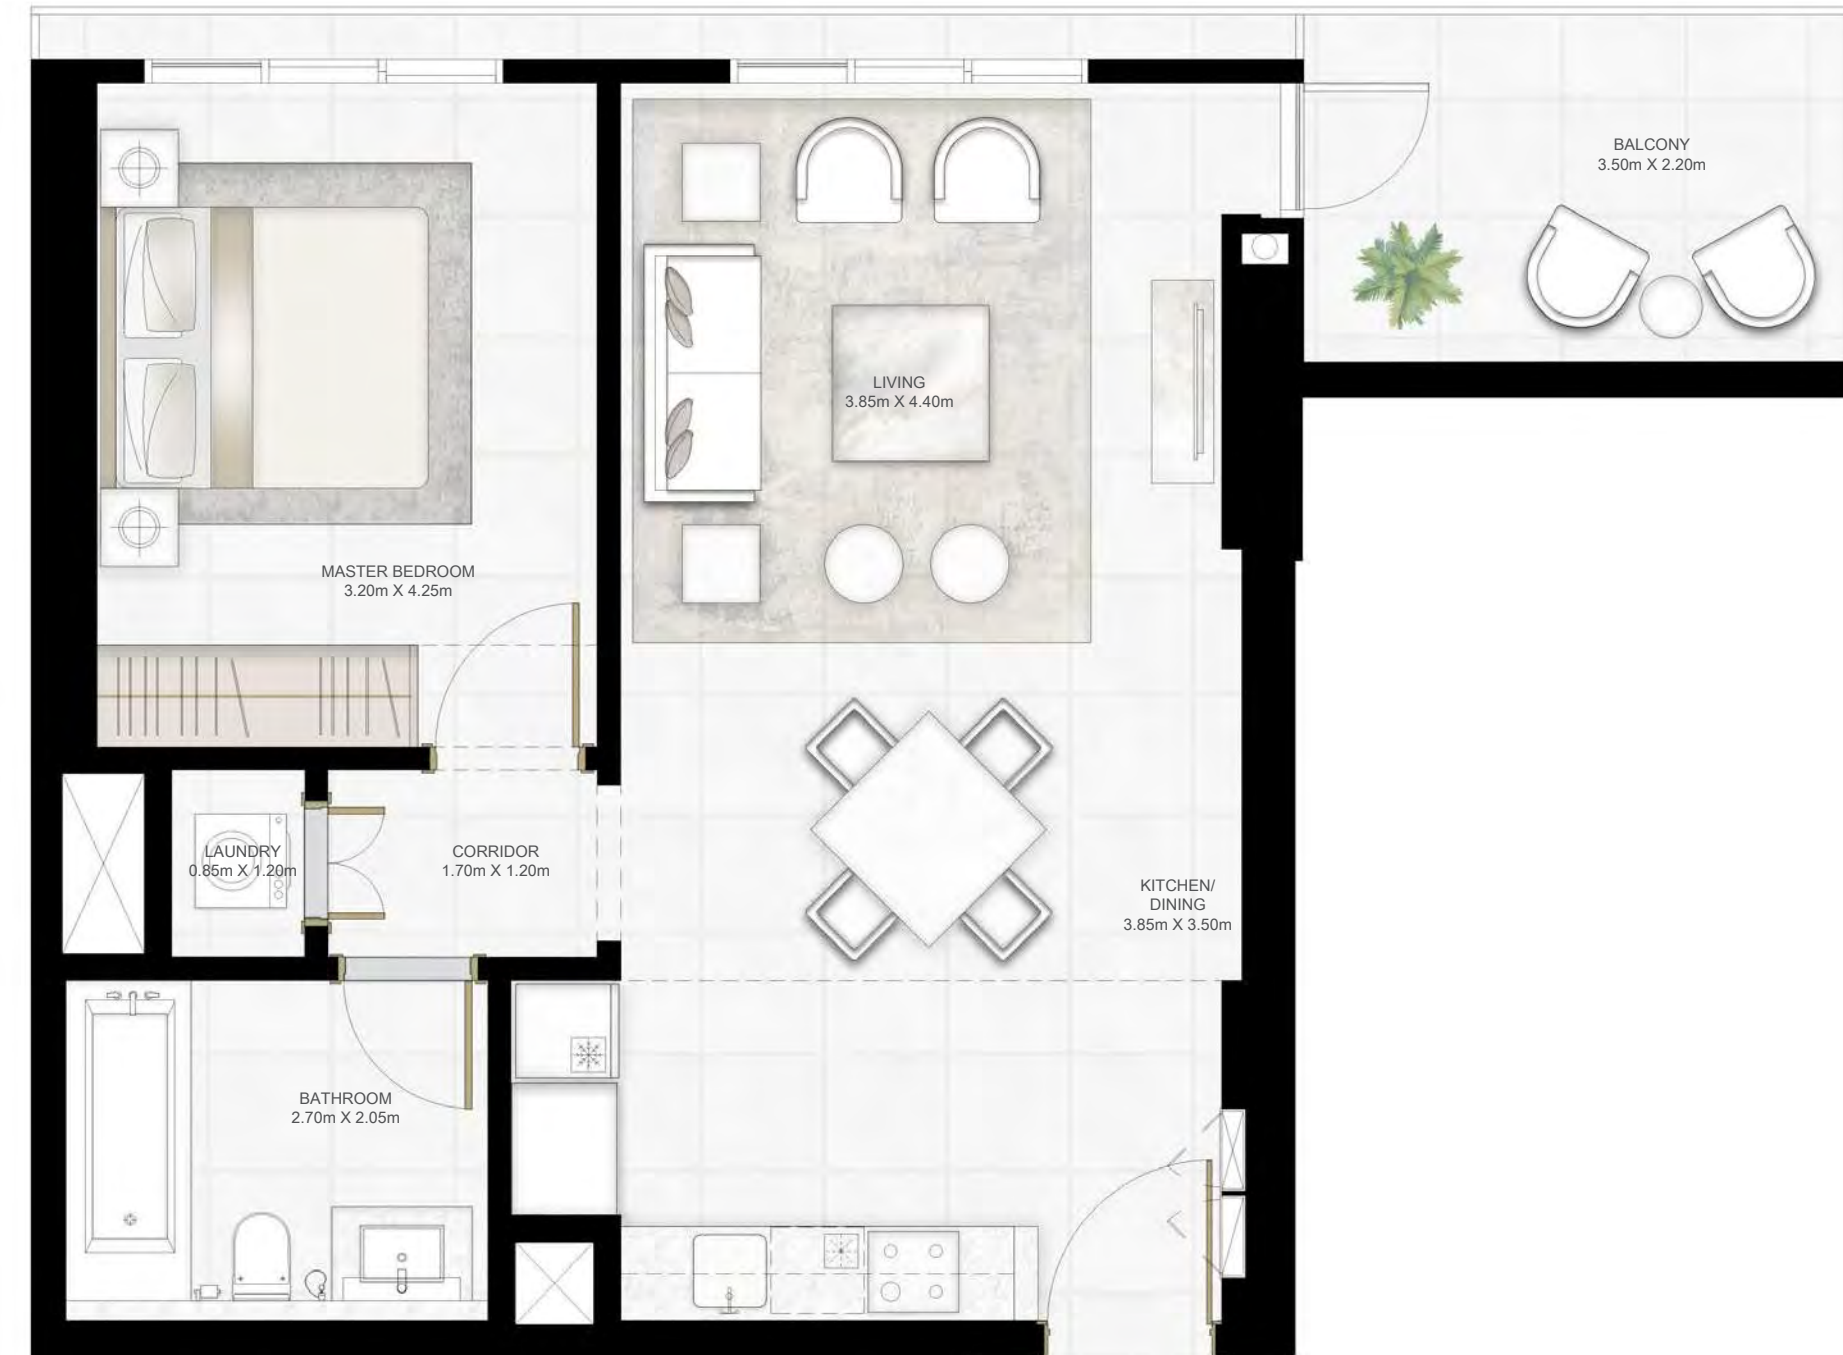 BALCONY
3.50m X 2.20m
LIVING
3.85m X 4.40m
MASTER BEDROOM
3.20m X 4.25m
LAUNDRY
0.85m X 1.20m
CORRIDOR
1.70m X 1.20m
KITCHEN/
DINING
3.85m X 3.50m
BATHROOM
2.70m X 2.05m